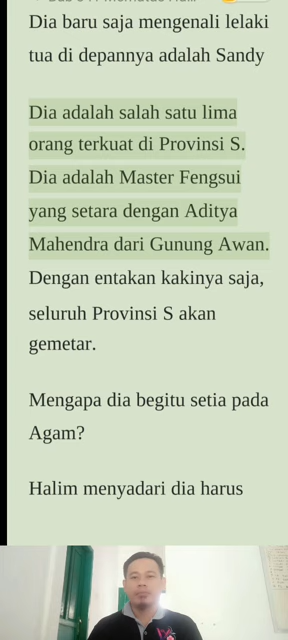 Dia baru saja mengenali lelaki
tua di depannya adalah Sandy
Dia adalah salah satu lima
orang terkuat di Provinsi S.
Dia adalah Master Fengsui
yang setara dengan Aditya
Mahendra dari Gunung Awan.
Dengan entakan kakinya saja,
seluruh Provinsi S akan
gemetar.
Mengapa dia begitu setia pada
Agam?
Halim menyadari dia harus